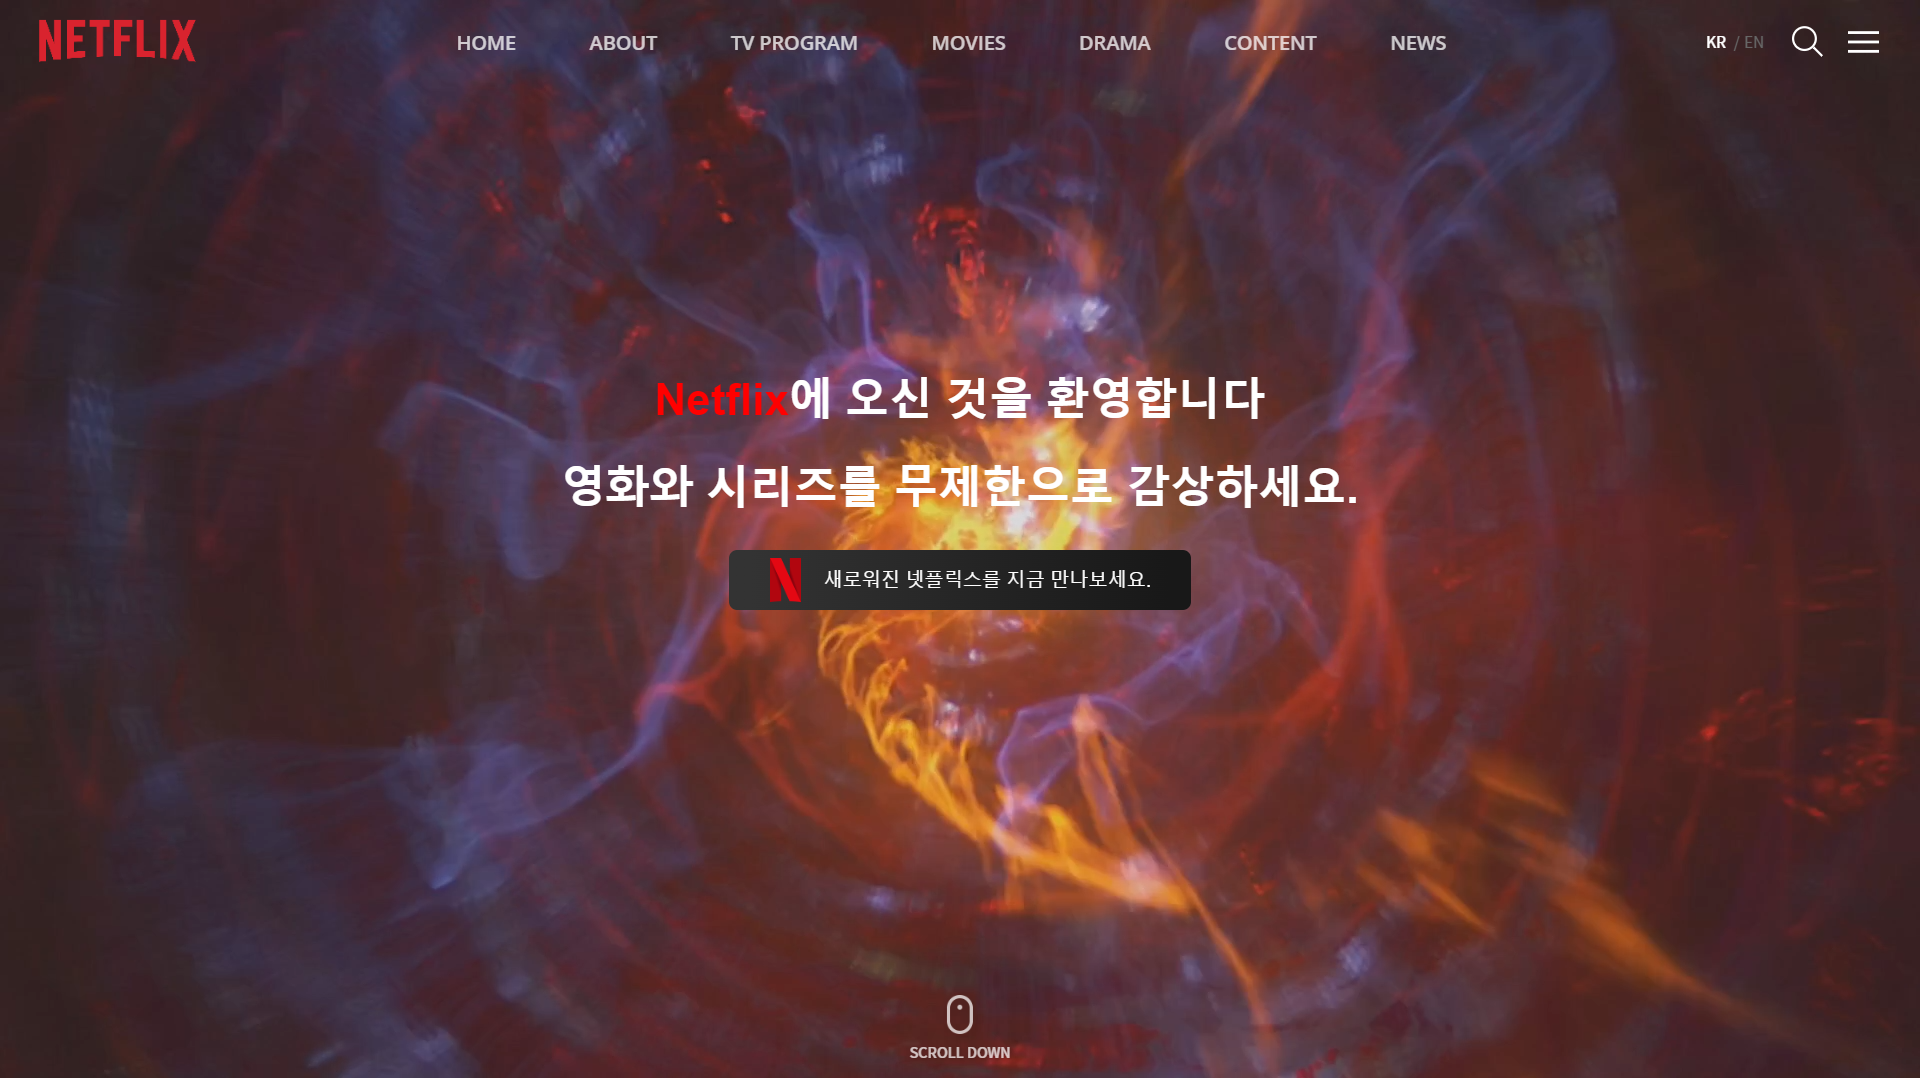 NETFLIX
HOME
ABOUT
TV PROGRAM
MOVIES
DRAMA
CONTENT
NEWS
KR / EN
Netflix에 오신 것을 환영합니다
영화와 시리즈를 무제한으로 감상하세요.
N 새로워진 넷플릭스를 지금 만나보세요.
SCROLL DOWN